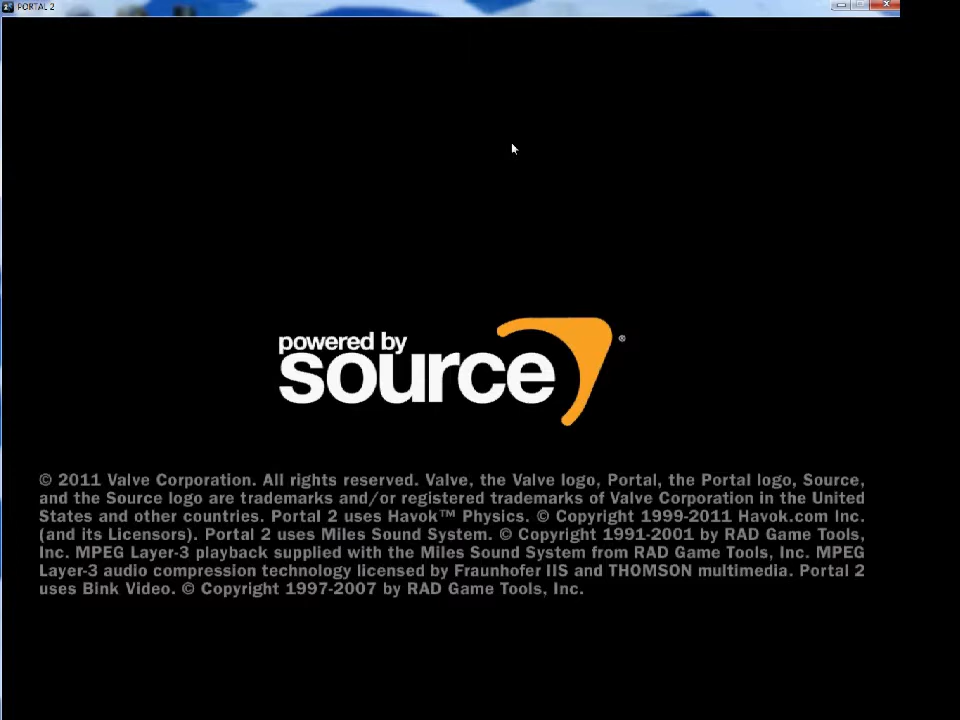 PORTAL 2
powered by
source®
© 2011 Valve Corporation. All rights reserved. Valve, the Valve logo, Portal, the Portal logo, Source,
and the Source logo are trademarks and/or registered trademarks of Valve Corporation in the United
States and other countries. Portal 2 uses Havok™ Physics. © Copyright 1999-2011 Havok.com Inc.
(and its Licensors). Portal 2 uses Miles Sound System. © Copyright 1991-2001 by RAD Game Tools,
Inc. MPEG Layer-3 playback supplied with the Miles Sound System from RAD Game Tools, Inc. MPEG
Layer-3 audio compression technology licensed by Fraunhofer IIS and THOMSON multimedia. Portal 2
uses Bink Video. © Copyright 1997-2007 by RAD Game Tools, Inc.